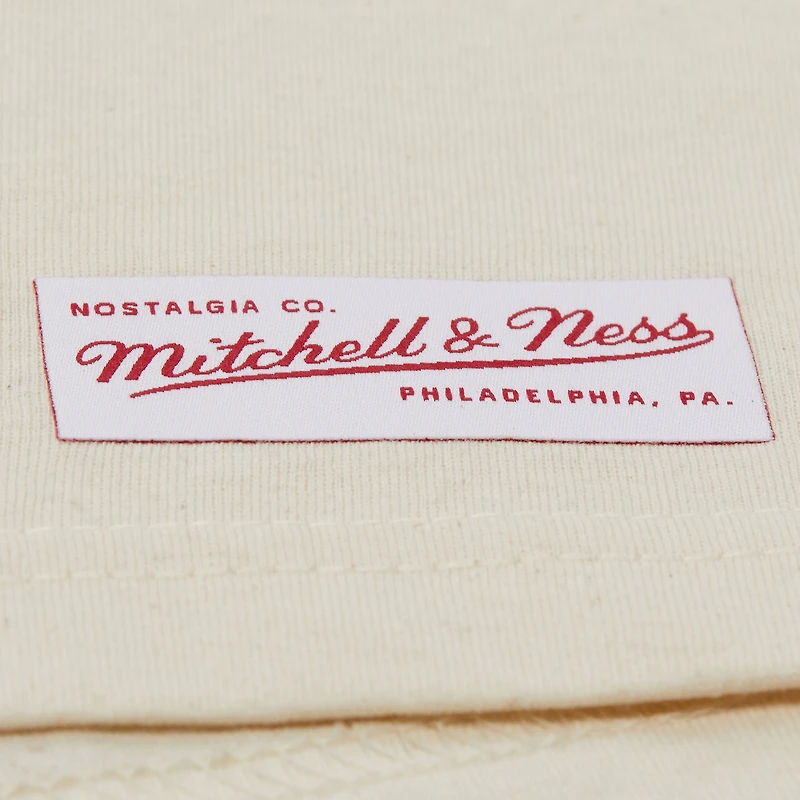 NOSTALGIA CO.
Mitchell & Ness
PHILADELPHIA, PA.